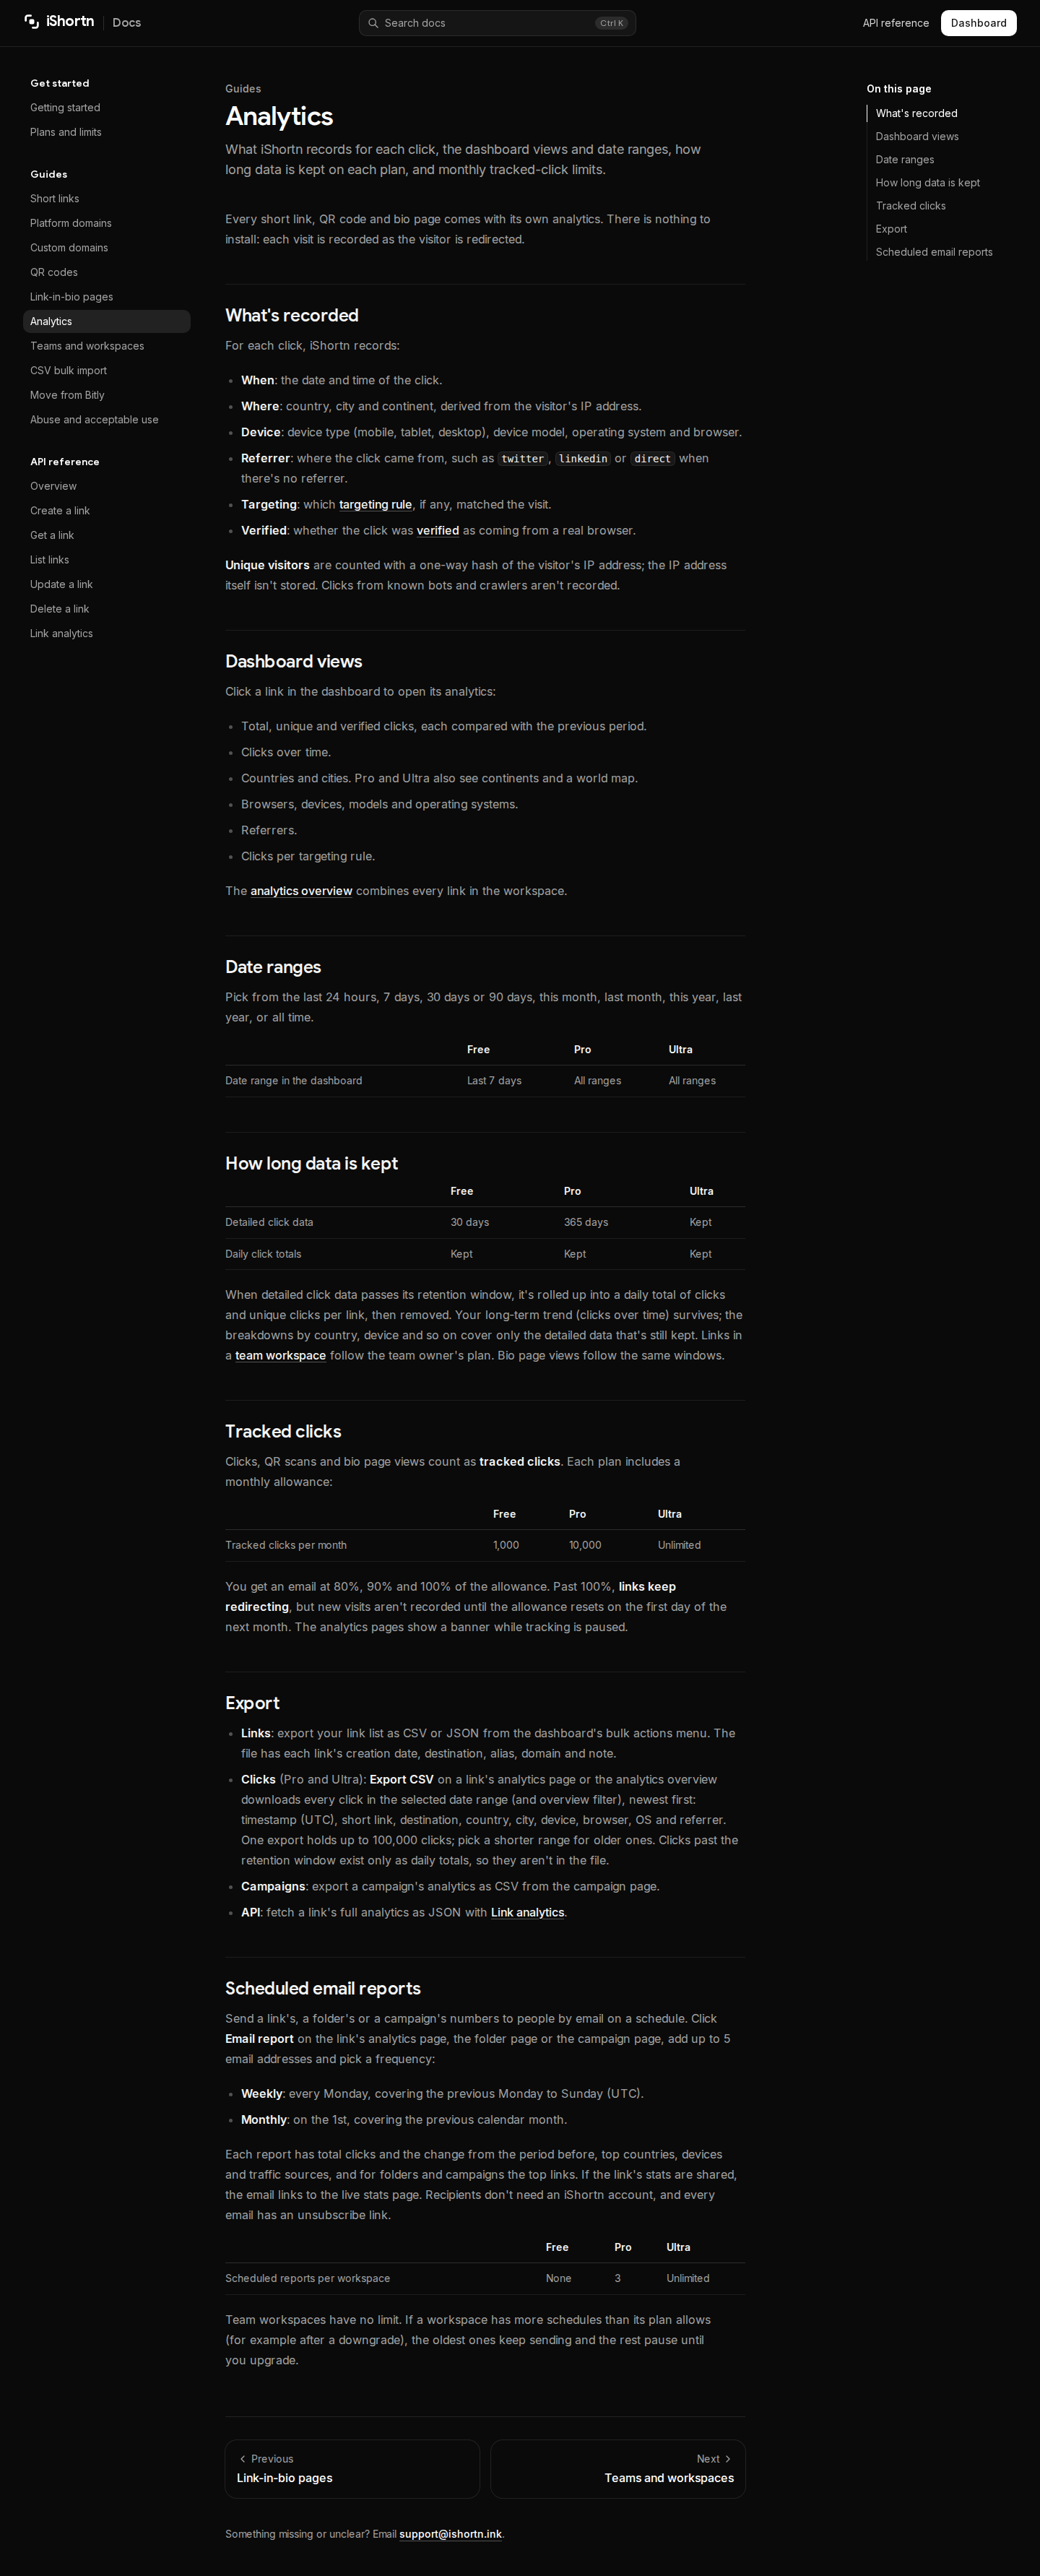 iShortn
Docs
Search docs
Ctrl K
API reference
Dashboard
Get started
Getting started
Plans and limits
Guides
Short links
Platform domains
Custom domains
QR codes
Link-in-bio pages
Analytics
Teams and workspaces
CSV bulk import
Move from Bitly
Abuse and acceptable use
API reference
Overview
Create a link
Get a link
List links
Update a link
Delete a link
Link analytics
Guides
Analytics
What iShortn records for each click, the dashboard views and date ranges, how
long data is kept on each plan, and monthly tracked-click limits.
Every short link, QR code and bio page comes with its own analytics. There is nothing to
install: each visit is recorded as the visitor is redirected.
What's recorded
For each click, iShortn records:
• When: the date and time of the click.
• Where: country, city and continent, derived from the visitor's IP address.
• Device: device type (mobile, tablet, desktop), device model, operating system and browser.
• Referrer: where the click came from, such as twitter, linkedin or direct when
there's no referrer.
• Targeting: which targeting rule, if any, matched the visit.
• Verified: whether the click was verified as coming from a real browser.
Unique visitors are counted with a one-way hash of the visitor's IP address; the IP address
itself isn't stored. Clicks from known bots and crawlers aren't recorded.
Dashboard views
Click a link in the dashboard to open its analytics:
• Total, unique and verified clicks, each compared with the previous period.
• Clicks over time.
• Countries and cities. Pro and Ultra also see continents and a world map.
• Browsers, devices, models and operating systems.
• Referrers.
• Clicks per targeting rule.
The analytics overview combines every link in the workspace.
Date ranges
Pick from the last 24 hours, 7 days, 30 days or 90 days, this month, last month, this year, last
year, or all time.
Free Pro Ultra
Date range in the dashboard Last 7 days All ranges All ranges
How long data is kept
Free Pro Ultra
Detailed click data 30 days 365 days Kept
Daily click totals Kept Kept Kept
When detailed click data passes its retention window, it's rolled up into a daily total of clicks
and unique clicks per link, then removed. Your long-term trend (clicks over time) survives; the
breakdowns by country, device and so on cover only the detailed data that's still kept. Links in
a team workspace follow the team owner's plan. Bio page views follow the same windows.
Tracked clicks
Clicks, QR scans and bio page views count as tracked clicks. Each plan includes a
monthly allowance:
Free Pro Ultra
Tracked clicks per month 1,000 10,000 Unlimited
You get an email at 80%, 90% and 100% of the allowance. Past 100%, links keep
redirecting, but new visits aren't recorded until the allowance resets on the first day of the
next month. The analytics pages show a banner while tracking is paused.
Export
• Links: export your link list as CSV or JSON from the dashboard's bulk actions menu. The
file has each link's creation date, destination, alias, domain and note.
• Clicks (Pro and Ultra): Export CSV on a link's analytics page or the analytics overview
downloads every click in the selected date range (and overview filter), newest first:
timestamp (UTC), short link, destination, country, city, device, browser, OS and referrer.
One export holds up to 100,000 clicks; pick a shorter range for older ones. Clicks past the
retention window exist only as daily totals, so they aren't in the file.
• Campaigns: export a campaign's analytics as CSV from the campaign page.
• API: fetch a link's full analytics as JSON with Link analytics.
Scheduled email reports
Send a link's, a folder's or a campaign's numbers to people by email on a schedule. Click
Email report on the link's analytics page, the folder page or the campaign page, add up to 5
email addresses and pick a frequency:
• Weekly: every Monday, covering the previous Monday to Sunday (UTC).
• Monthly: on the 1st, covering the previous calendar month.
Each report has total clicks and the change from the period before, top countries, devices
and traffic sources, and for folders and campaigns the top links. If the link's stats are shared,
the email links to the live stats page. Recipients don't need an iShortn account, and every
email has an unsubscribe link.
Free Pro Ultra
Scheduled reports per workspace None 3 Unlimited
Team workspaces have no limit. If a workspace has more schedules than its plan allows
(for example after a downgrade), the oldest ones keep sending and the rest pause until
you upgrade.
Previous
Link-in-bio pages
Next
Teams and workspaces
Something missing or unclear? Email support@ishortn.ink.
On this page
What's recorded
Dashboard views
Date ranges
How long data is kept
Tracked clicks
Export
Scheduled email reports